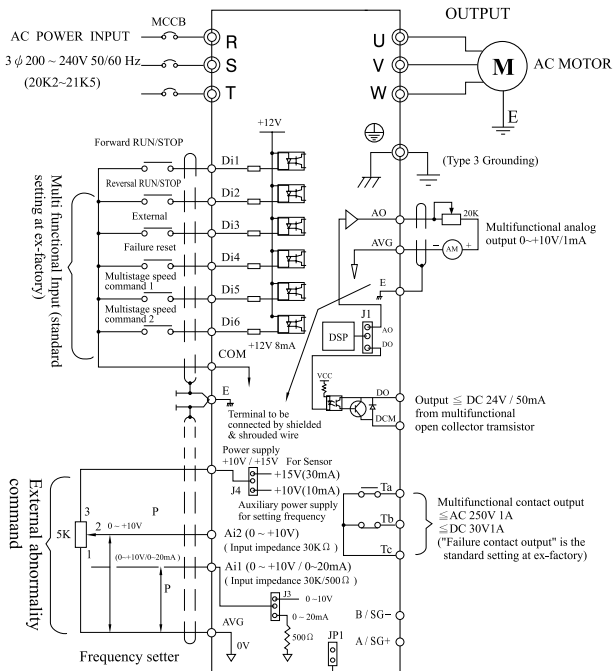 OUTPUT
MCCB
AC POWER INPUT
3 ϕ 200 ~ 240V 50/60 Hz
(20K2~21K5)
R
S
T
U
V
W
M
AC MOTOR
E
+12V
(Type 3 Grounding)
Multi functional Input (standard
setting at ex-factory)
Forward RUN/STOP
Di1
Reversal RUN/STOP
Di2
External
Di3
Failure reset
Di4
Multistage speed
command 1
Di5
Multistage speed
command 2
Di6
COM
+12V 8mA
E
AO
20K
AVG
AM
- +
Multifunctional analog
output 0~+10V/1mA
E
J1
AO
DO
DSP
VCC
DO
DCM
Output ≦ DC 24V / 50mA
from multifunctional
open collector tramsistor
Terminal to be
connected by shielded
& shrouded wire
Power supply
+10V / +15V
For Sensor
+15V(30mA)
+10V(10mA)
J4
Auxiliary power supply
for setting frequency
External abnormality
command
5K
3
2
1
P
0 ~ +10V
(0~+10V/0~20mA)
P
Ai2 (0 ~ +10V)
( Input impedance 30KΩ )
Ai1 (0 ~ +10V / 0~20mA)
( Input impedance 30K/500Ω )
J3
0 ~10V
0 ~ 20mA
500Ω
AVG
0V
Frequency setter
Ta
Tb
Tc
Multifunctional contact output
≦AC 250V 1A
≦DC 30V1A
("Failure contact output" is the
standard setting at ex-factory)
B / SG−
A / SG+
JP1